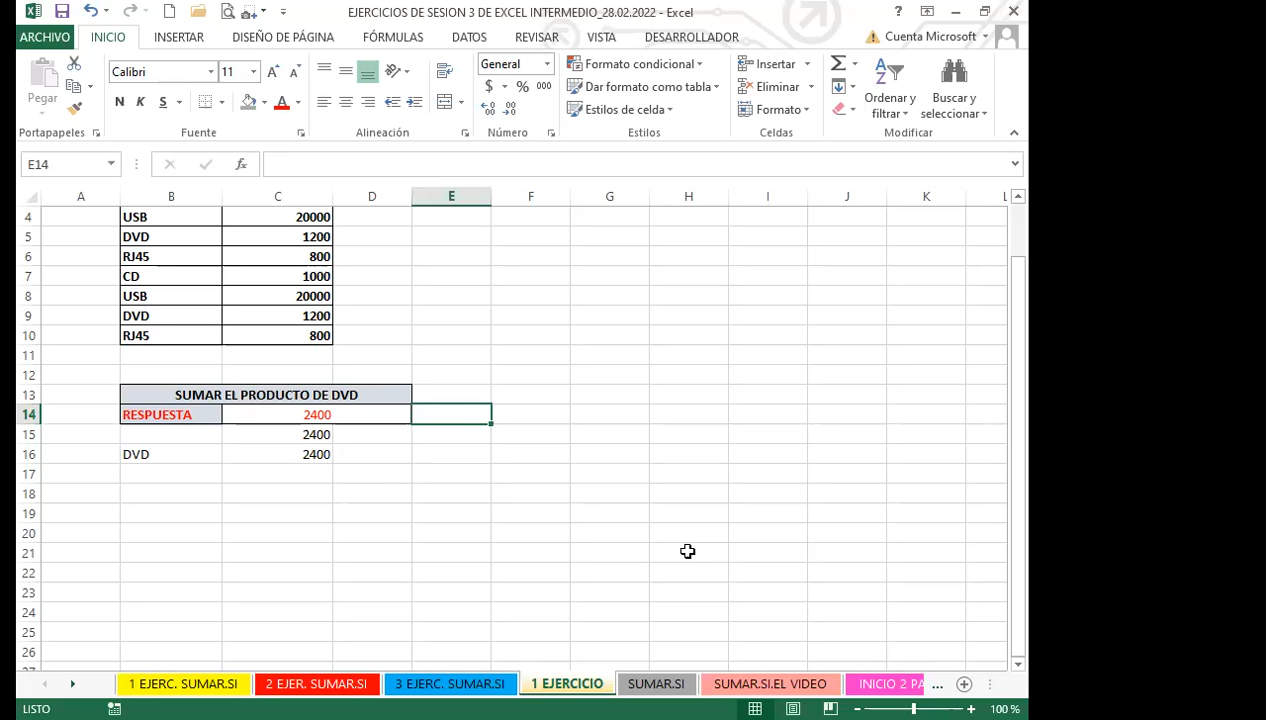 EJERCICIOS DE SESION 3 DE EXCEL INTERMEDIO_28.02.2022 - Excel
ARCHIVO INICIO INSERTAR DISEÑO DE PÁGINA FÓRMULAS DATOS REVISAR VISTA DESARROLLADOR Cuenta Microsoft
Pegar
Portapapeles
Calibri 11
N K S
Fuente
Alineación
General
$ % 000
Número
Formato condicional
Dar formato como tabla
Estilos de celda
Estilos
Insertar
Eliminar
Formato
Celdas
Ordenar y filtrar
Buscar y seleccionar
Modificar
E14
A B C D E F G H I J K L
4 USB 20000
5 DVD 1200
6 RJ45 800
7 CD 1000
8 USB 20000
9 DVD 1200
10 RJ45 800
11
12
13 SUMAR EL PRODUCTO DE DVD
14 RESPUESTA 2400
15 2400
16 DVD 2400
17
18
19
20
21
22
23
24
25
26
27
1 EJERC. SUMAR.SI 2 EJER. SUMAR.SI 3 EJERC. SUMAR.SI 1 EJERCICIO SUMAR.SI SUMAR.SI.EL VIDEO INICIO 2 PA ...
LISTO 100 %